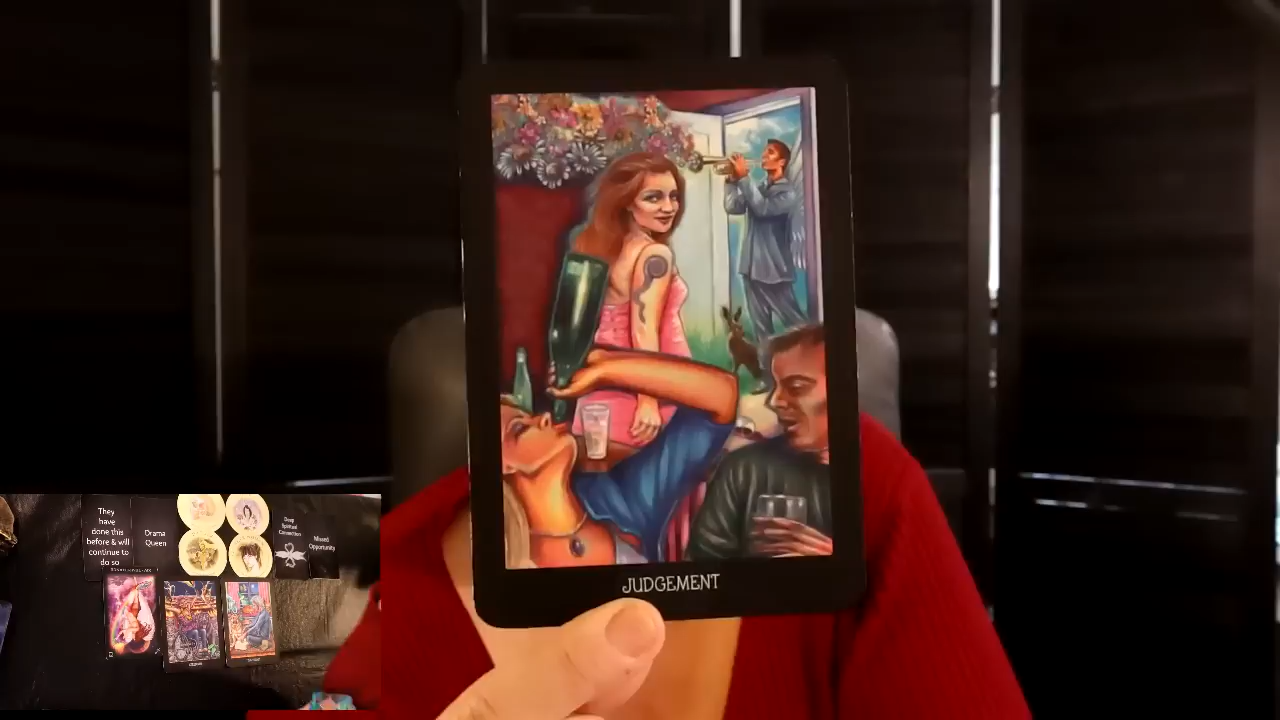 JUDGEMENT
They
have
done this
before & will
continue to
do so
Drama
Queen
Deep
Spiritual
Connection
Missed
Opportunity